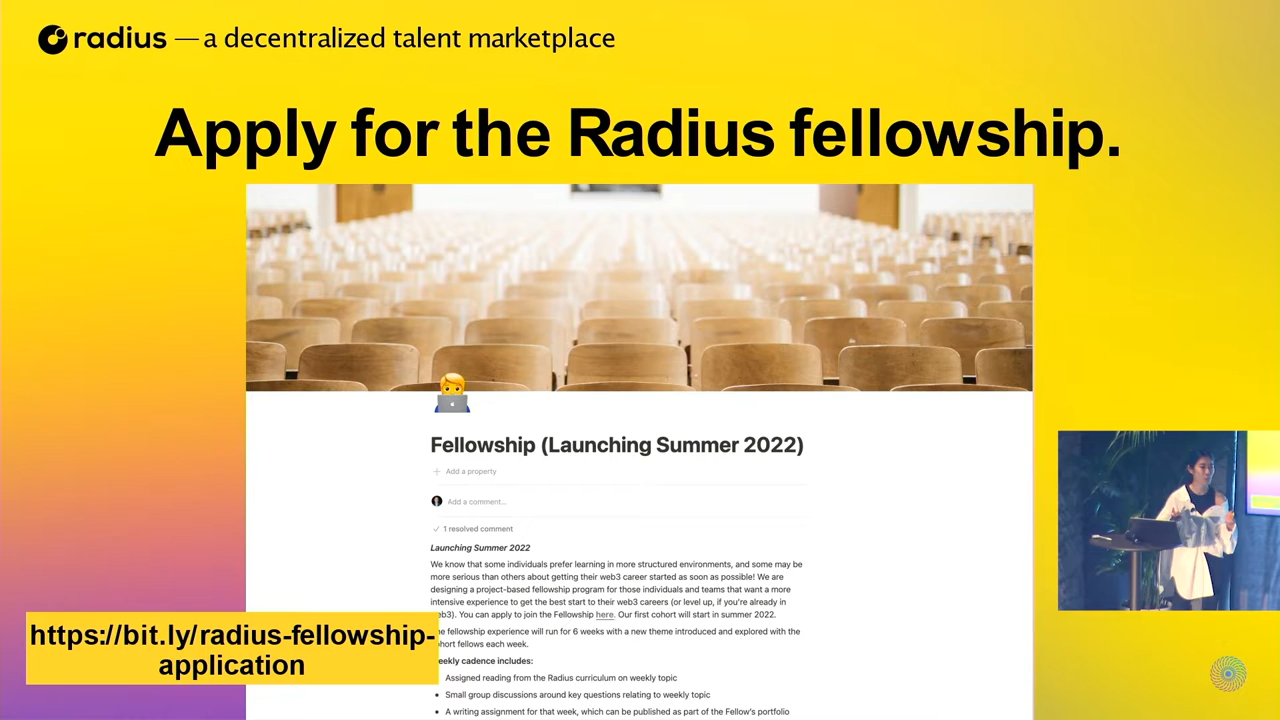 radius — a decentralized talent marketplace
Apply for the Radius fellowship.
Fellowship (Launching Summer 2022)
Add a property
Add a comment...
1 resolved comment
Launching Summer 2022
We know that some individuals prefer learning in more structured environments, and some may be
more serious than others about getting their web3 career started as soon as possible! We are
designing a project-based fellowship program for those individuals and teams that want a more
intensive experience to get the best start to their web3 careers (or level up, if you're already in
eb3). You can apply to join the Fellowship here. Our first cohort will start in summer 2022.
he fellowship experience will run for 6 weeks with a new theme introduced and explored with the
ohort fellows each week.
eekly cadence includes:
Assigned reading from the Radius curriculum on weekly topic
• Small group discussions around key questions relating to weekly topic
• A writing assignment for that week, which can be published as part of the Fellow's portfolio
https://bit.ly/radius-fellowship-
application